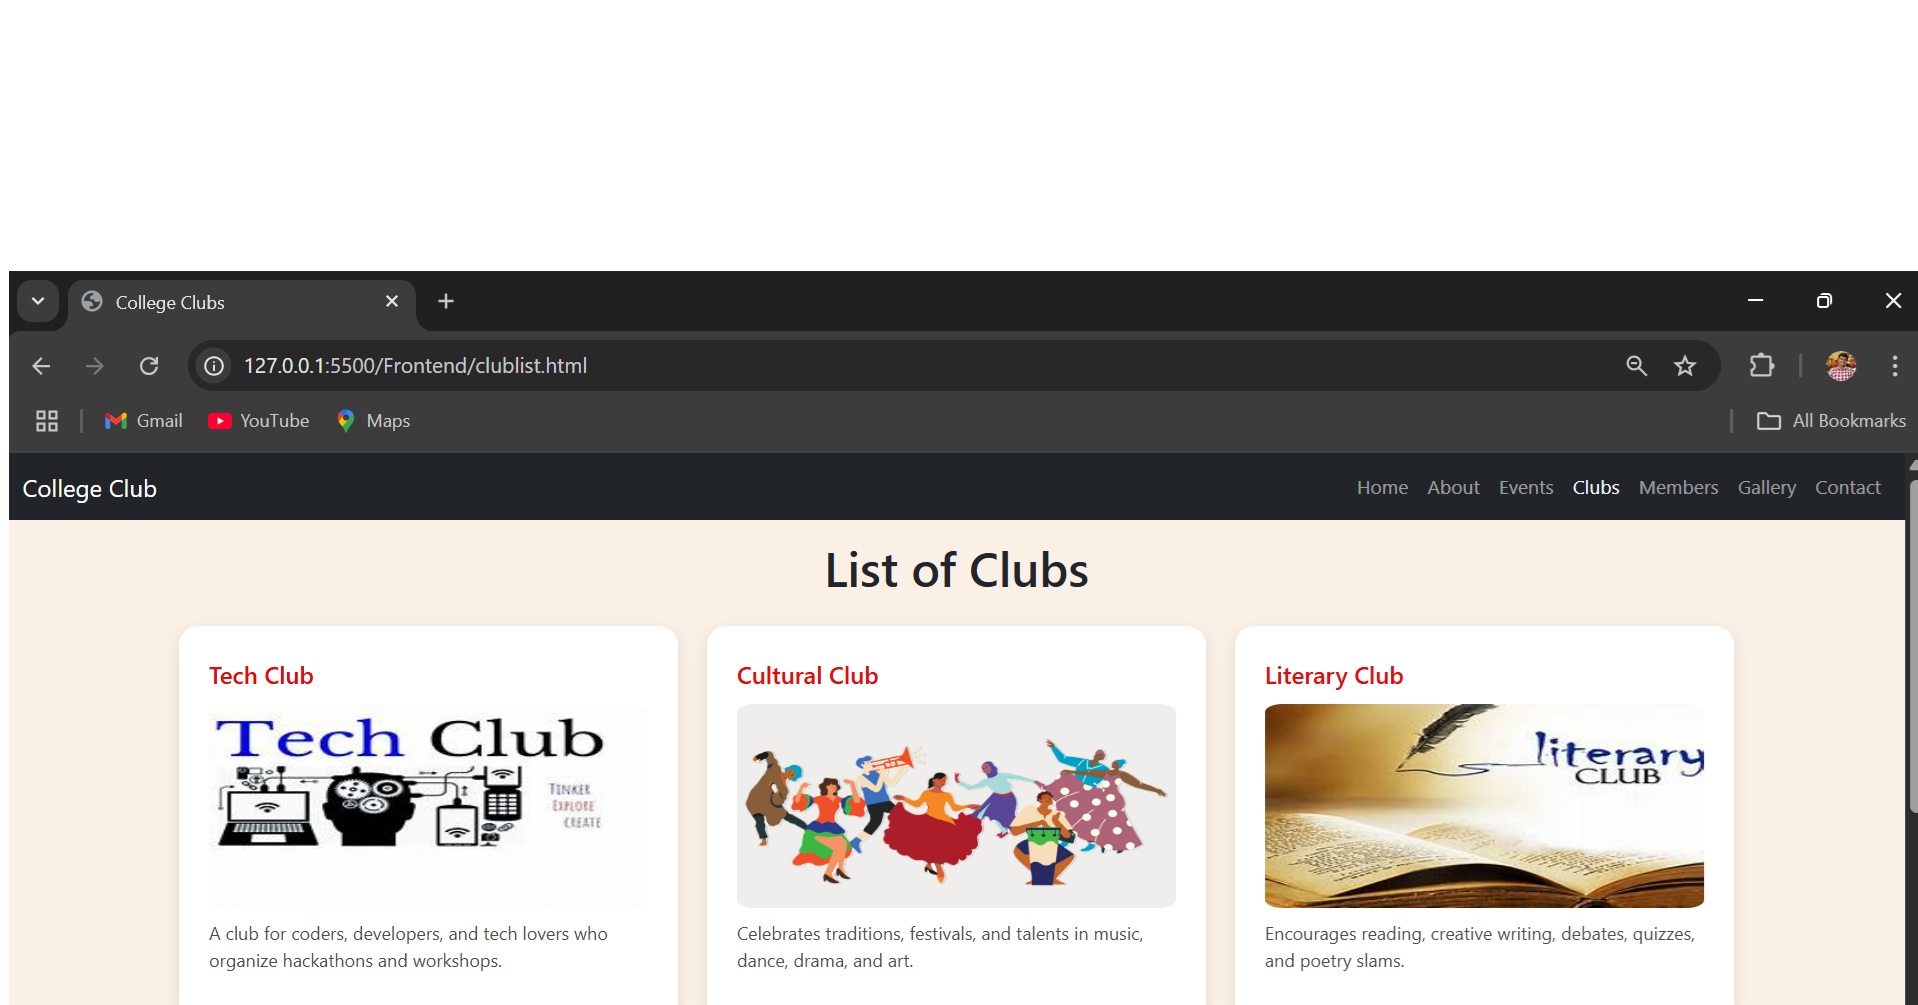 College Clubs
127.0.0.1:5500/Frontend/clublist.html
Gmail YouTube Maps All Bookmarks
College Club Home About Events Clubs Members Gallery Contact
List of Clubs
Tech Club
Tech Club
TINKER
EXPLORE
CREATE
A club for coders, developers, and tech lovers who
organize hackathons and workshops.
Cultural Club
Celebrates traditions, festivals, and talents in music,
dance, drama, and art.
Literary Club
literary
CLUB
Encourages reading, creative writing, debates, quizzes,
and poetry slams.